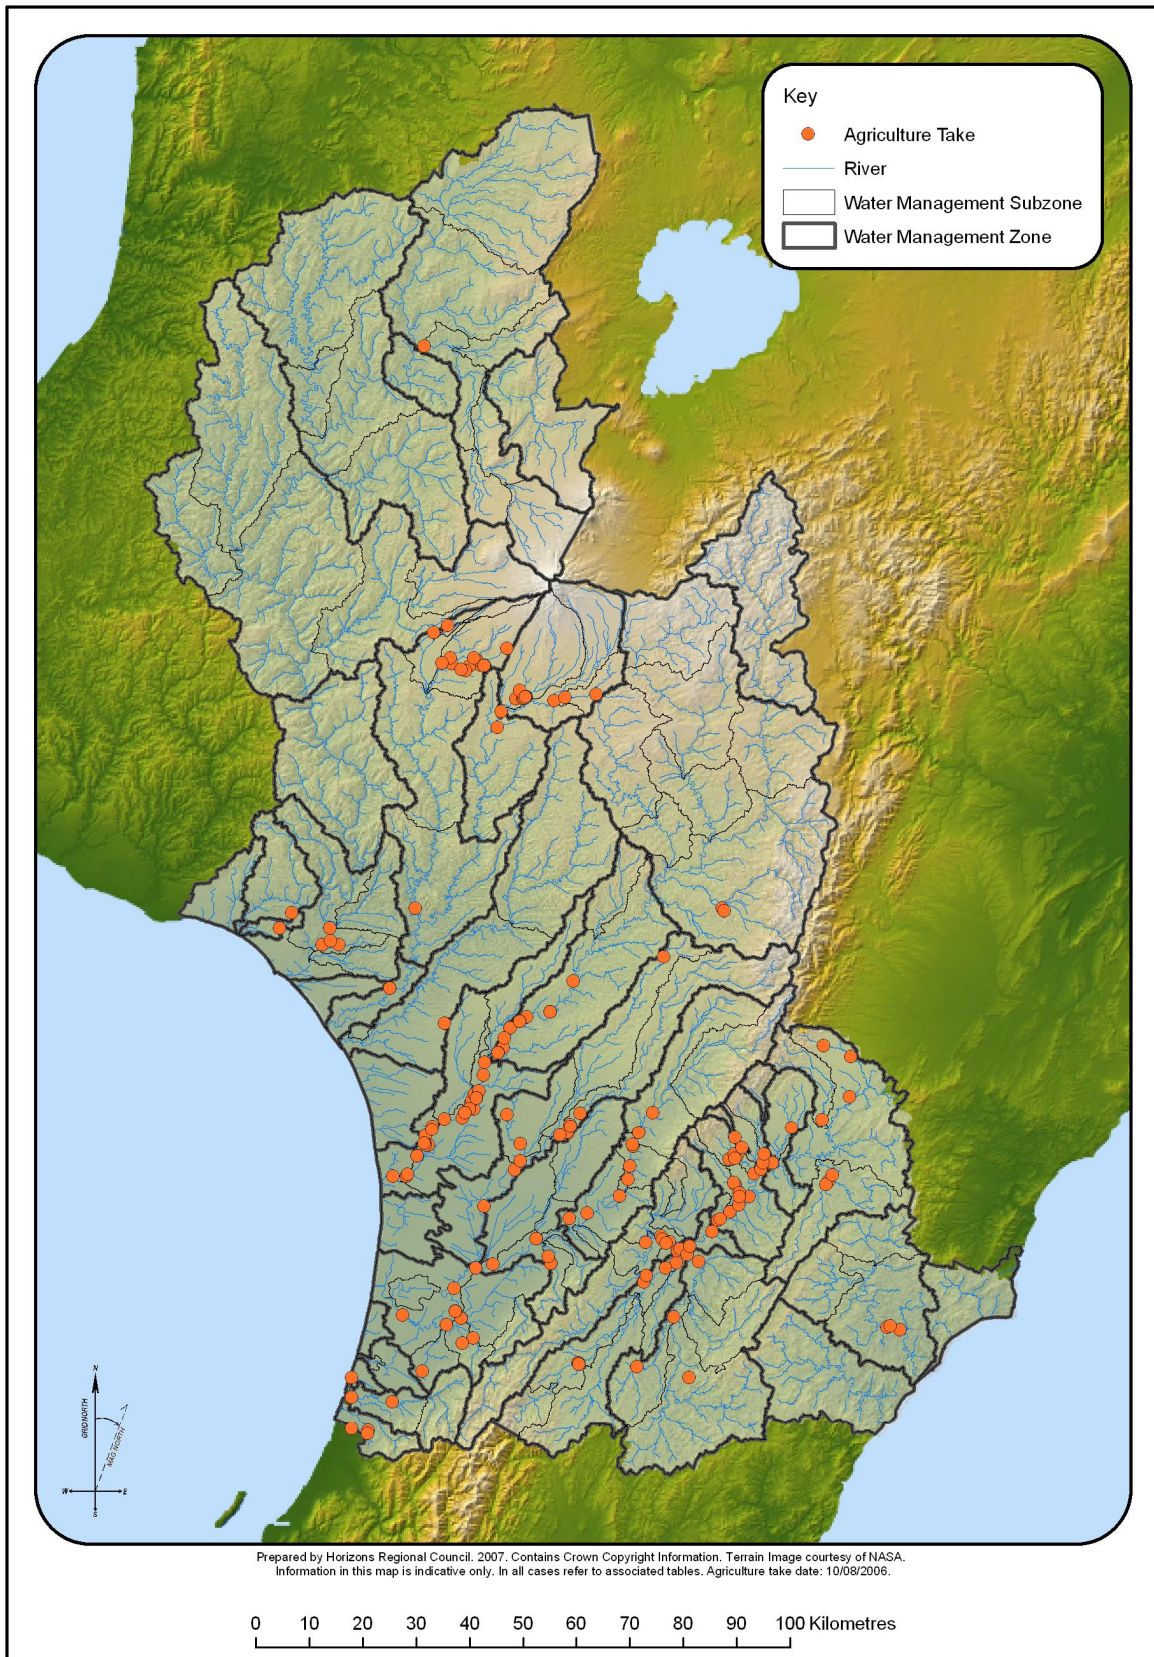 Key
Agriculture Take
River
Water Management Subzone
Water Management Zone
N
GRIDNORTH
MAG NORTH
W
E
S
Prepared by Horizons Regional Council. 2007. Contains Crown Copyright Information. Terrain Image courtesy of NASA.
Information in this map is indicative only. In all cases refer to associated tables. Agriculture take date: 10/08/2006.
0 10 20 30 40 50 60 70 80 90 100 Kilometres